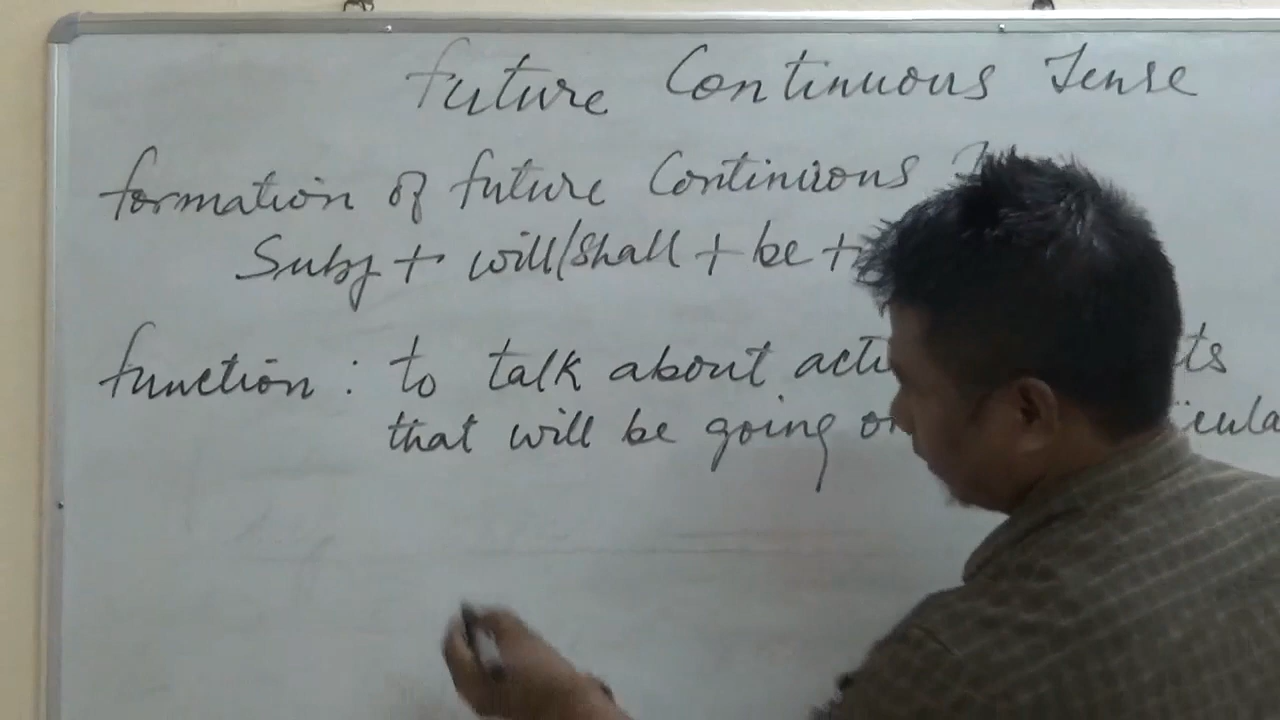 Future Continuous Tense
Formation of Future Continuous
Subj + will/shall + be +
Function : to talk about
that will be going